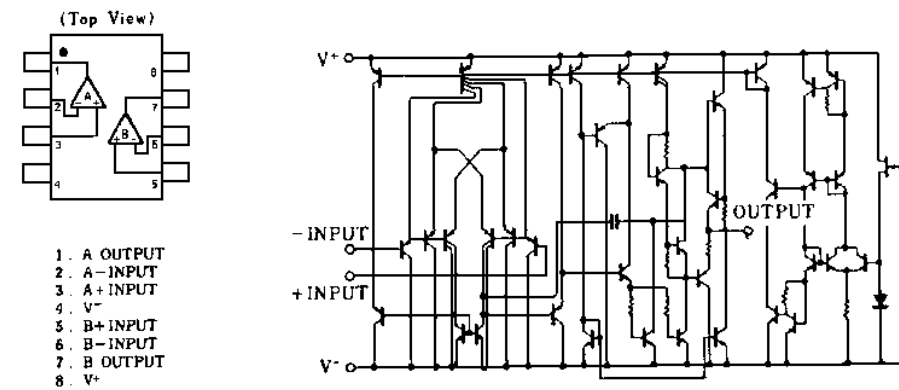 (Top View)
1
2
3
4
8
7
6
5
A
- +
B
+ -
1. A OUTPUT
2. A-INPUT
3. A+INPUT
4. V-
5. B+INPUT
6. B-INPUT
7. B OUTPUT
8. V+
V+
-INPUT
+INPUT
V-
OUTPUT